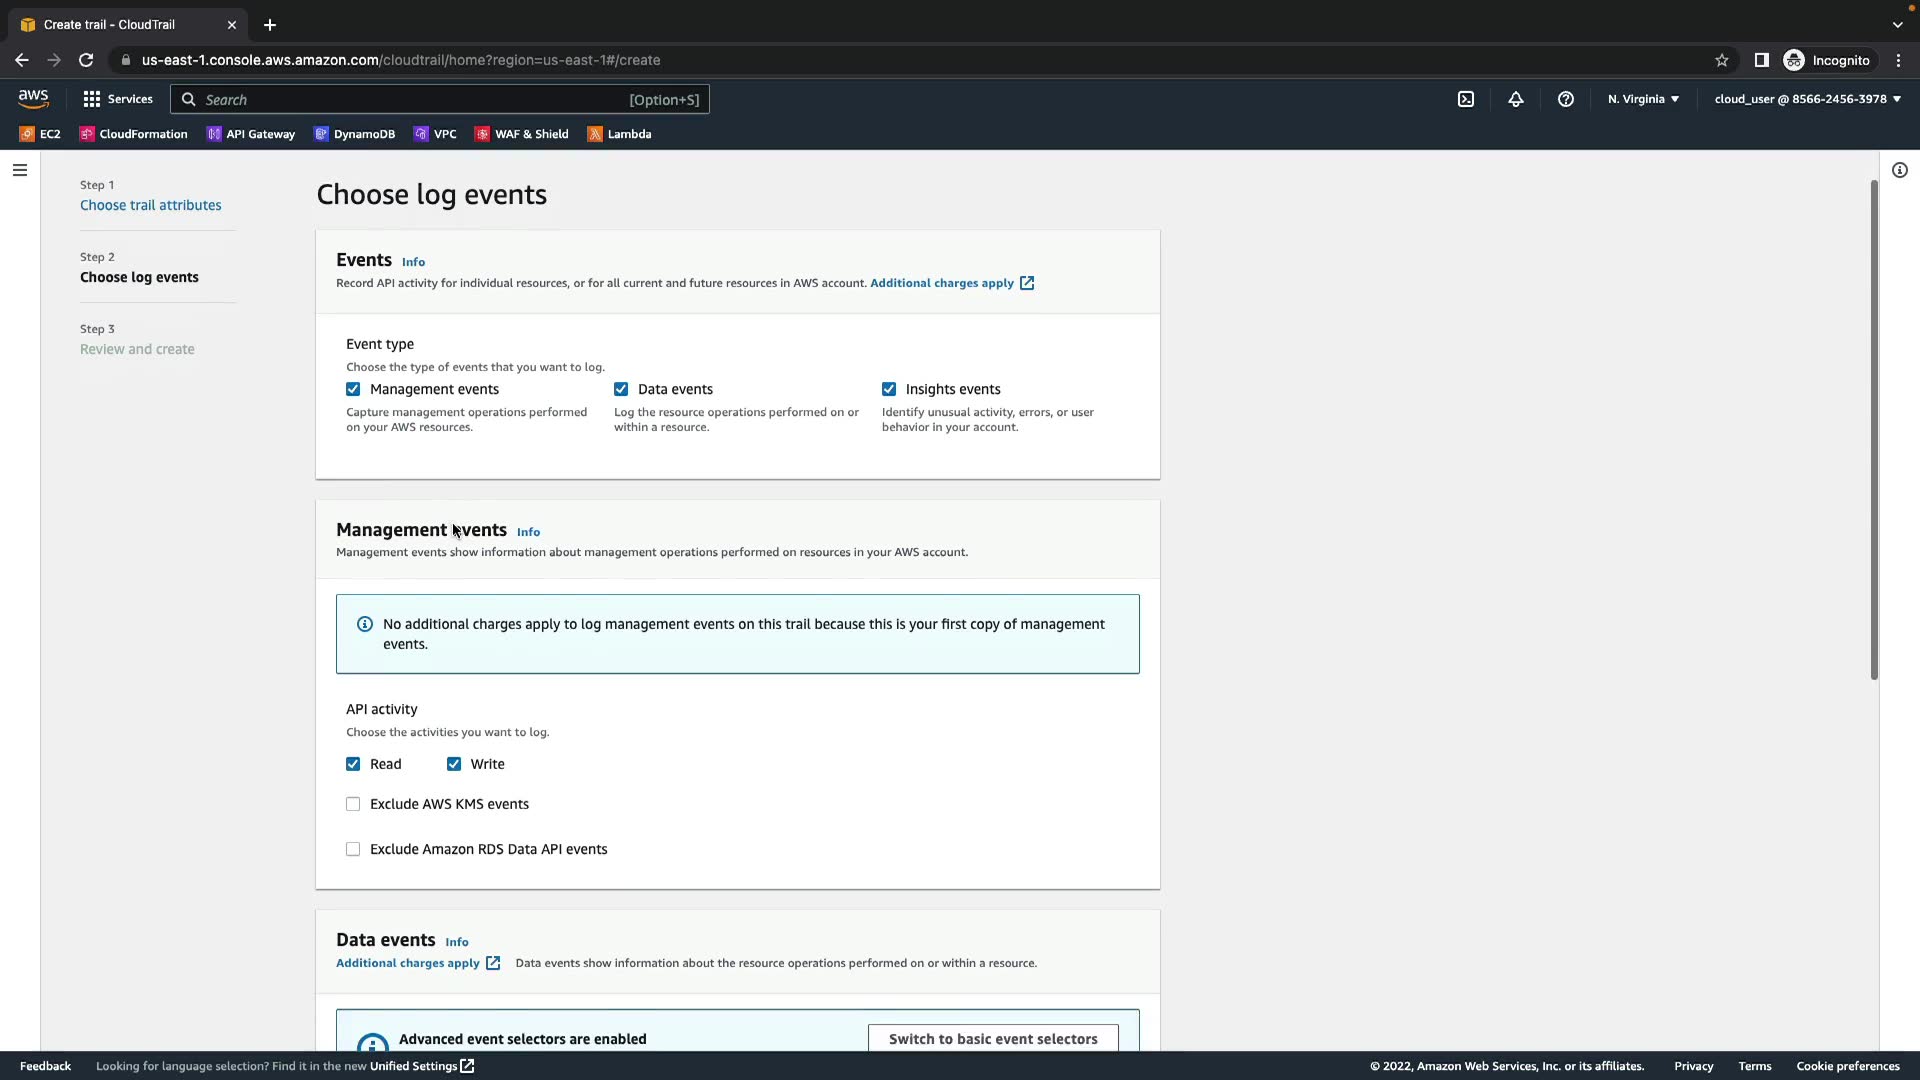 Create trail - CloudTrail
us-east-1.console.aws.amazon.com/cloudtrail/home?region=us-east-1#/create
Incognito
aws
Services
Search
[Option+S]
N. Virginia
cloud_user @ 8566-2456-3978
EC2
CloudFormation
API Gateway
DynamoDB
VPC
WAF & Shield
Lambda
Step 1
Choose trail attributes
Step 2
Choose log events
Step 3
Review and create
Choose log events
Events Info
Record API activity for individual resources, or for all current and future resources in AWS account. Additional charges apply
Event type
Choose the type of events that you want to log.
Management events
Capture management operations performed
on your AWS resources.
Data events
Log the resource operations performed on or
within a resource.
Insights events
Identify unusual activity, errors, or user
behavior in your account.
Management events Info
Management events show information about management operations performed on resources in your AWS account.
No additional charges apply to log management events on this trail because this is your first copy of management
events.
API activity
Choose the activities you want to log.
Read
Write
Exclude AWS KMS events
Exclude Amazon RDS Data API events
Data events Info
Additional charges apply Data events show information about the resource operations performed on or within a resource.
Advanced event selectors are enabled
Switch to basic event selectors
Feedback
Looking for language selection? Find it in the new Unified Settings
© 2022, Amazon Web Services, Inc. or its affiliates.
Privacy
Terms
Cookie preferences